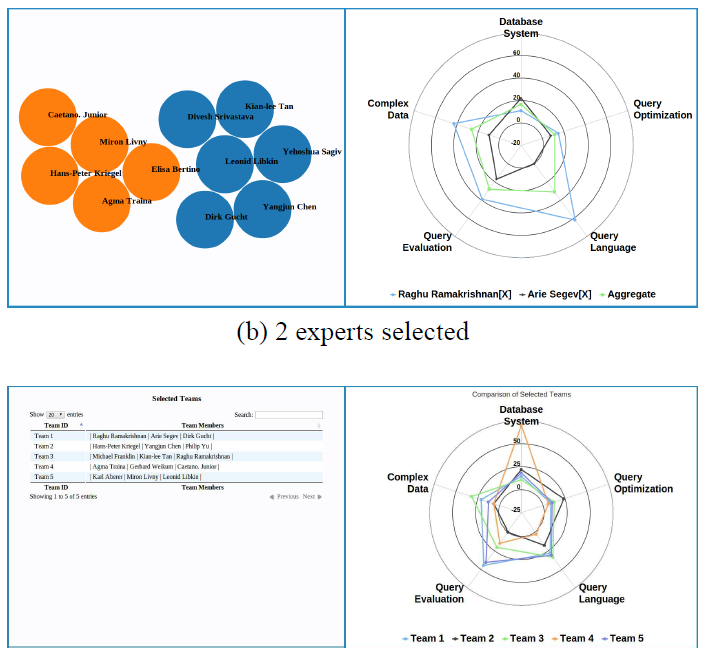 Caetano. Junior
Miron Livny
Hans-Peter Kriegel
Elisa Bertino
Agma Traina
Kian-lee Tan
Divesh Srivastava
Yehoshua Sagiv
Leonid Libkin
Yangjun Chen
Dirk Gucht
Database
System
60
40
20
0
-20
Complex
Data
Query
Optimization
Query
Evaluation
Query
Language
Raghu Ramakrishnan[X] Arie Segev[X] Aggregate
(b) 2 experts selected
Selected Teams
Show 20 entries Search:
Team ID Team Members
Team 1 | Raghu Ramakrishnan | Arie Segev | Dirk Gucht |
Team 2 | Hans-Peter Kriegel | Yangjun Chen | Philip Yu |
Team 3 | Michael Franklin | Kian-lee Tan | Raghu Ramakrishnan |
Team 4 | Agma Traina | Gerhard Weikum | Caetano. Junior |
Team 5 | Karl Aberer | Miron Livny | Leonid Libkin |
Team ID Team Members
Showing 1 to 5 of 5 entries Previous Next
Comparison of Selected Teams
Database
System
50
25
0
-25
Complex
Data
Query
Optimization
Query
Evaluation
Query
Language
Team 1 Team 2 Team 3 Team 4 Team 5